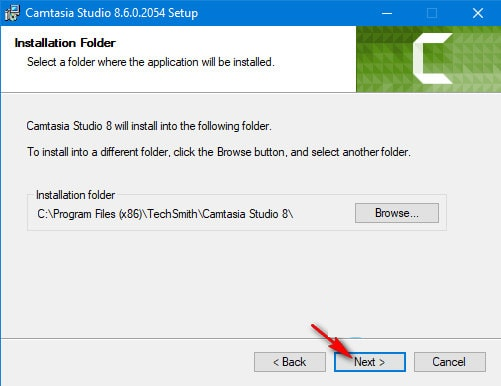 Camtasia Studio 8.6.0.2054 Setup
Installation Folder
Select a folder where the application will be installed.
Camtasia Studio 8 will install into the following folder.
To install into a different folder, click the Browse button, and select another folder.
Installation folder
C:\Program Files (x86)\TechSmith\Camtasia Studio 8\
Browse...
< Back
Next >
Cancel